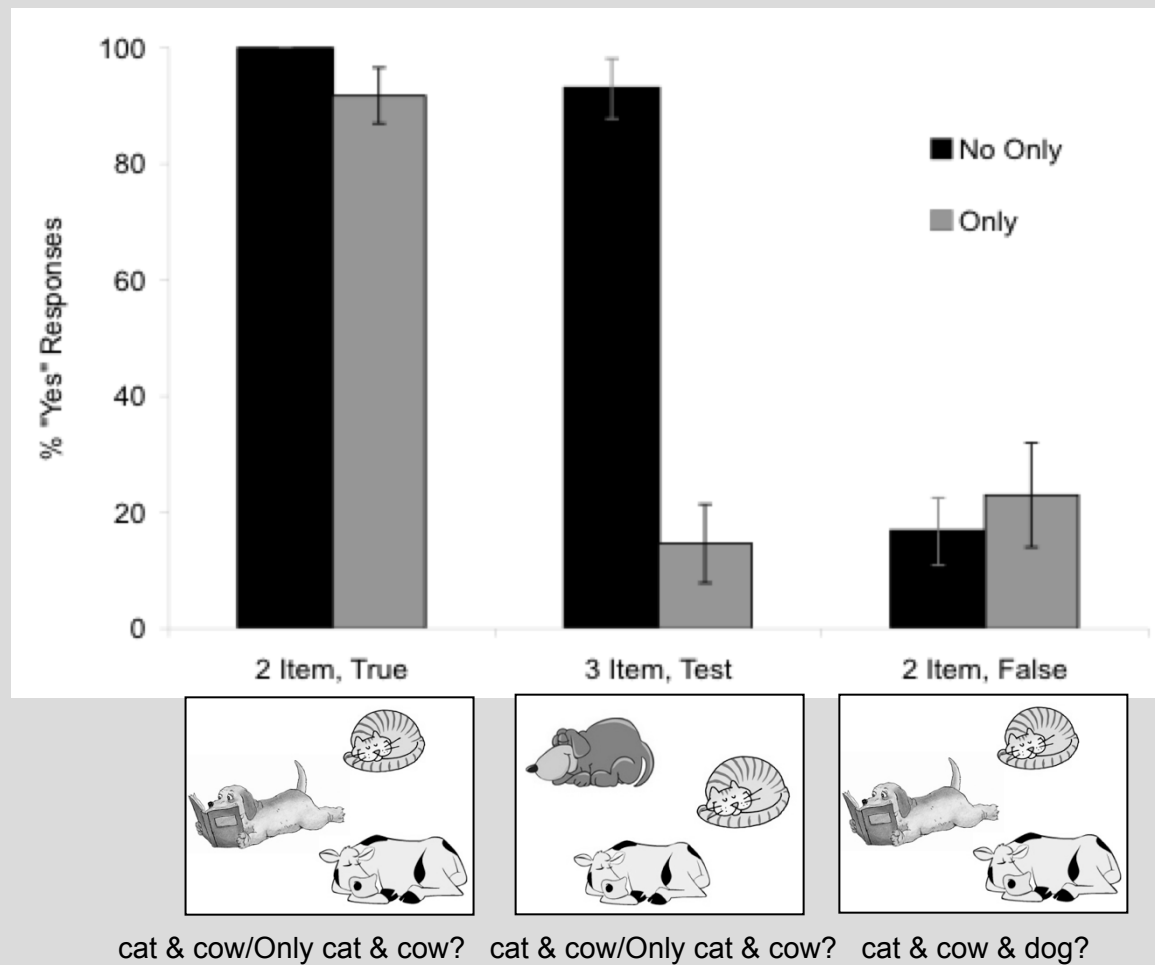 100
80
60
40
20
0
% "Yes" Responses
No Only
Only
2 Item, True
3 Item, Test
2 Item, False
cat & cow/Only cat & cow?
cat & cow/Only cat & cow?
cat & cow & dog?